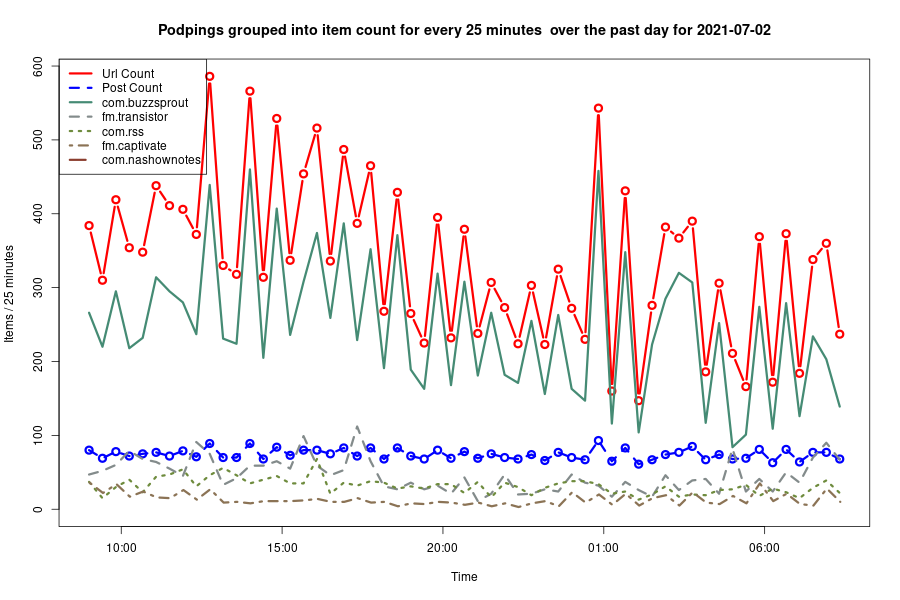 Podpings grouped into item count for every 25 minutes  over the past day for 2021-07-02
Url Count
Post Count
com.buzzsprout
fm.transistor
com.rss
fm.captivate
com.nashownotes
Items / 25 minutes
600
500
400
300
200
100
0
10:00
15:00
20:00
01:00
06:00
Time